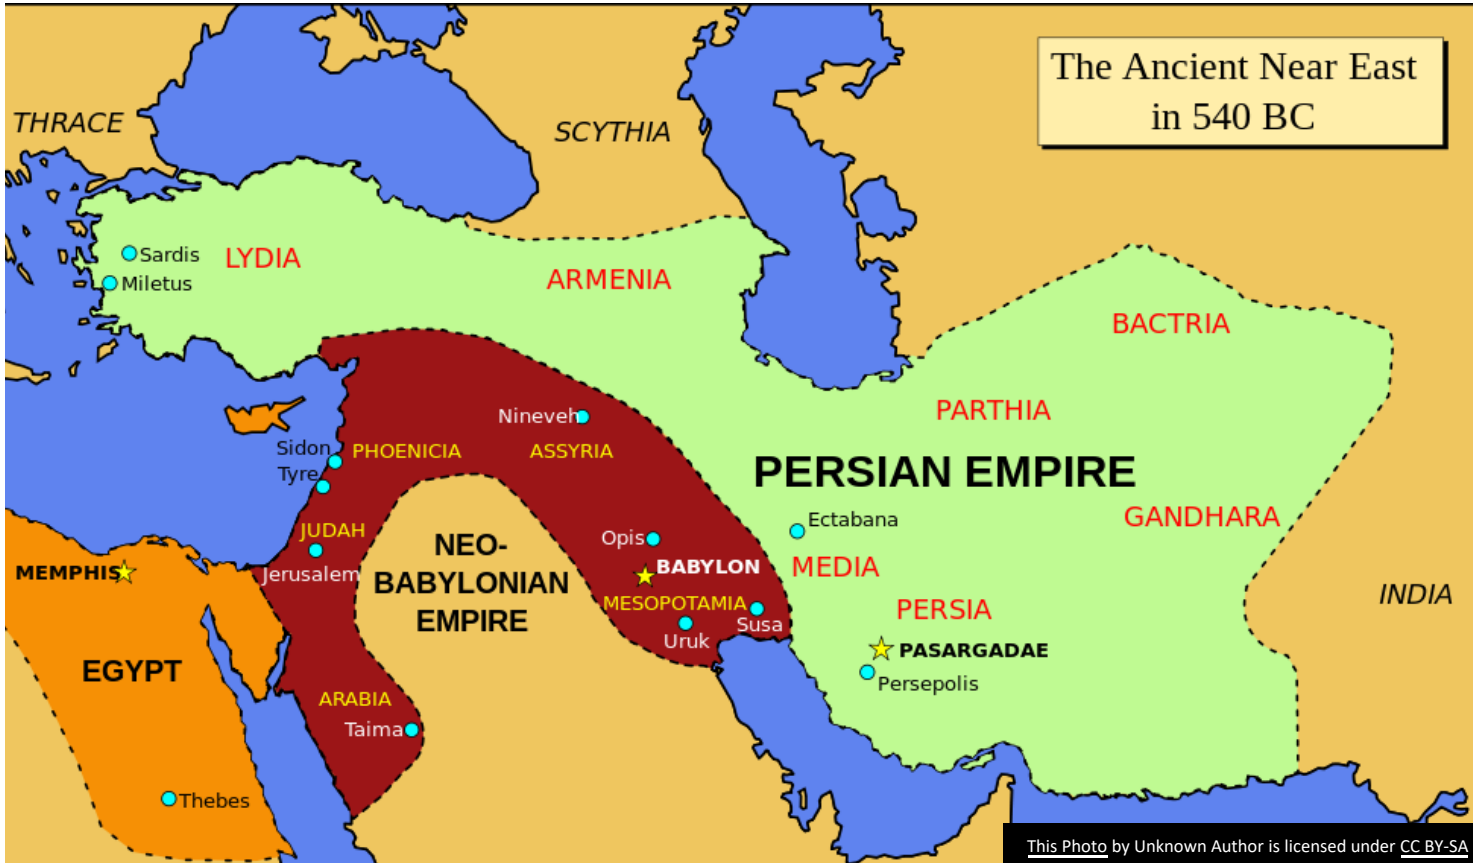 The Ancient Near East
in 540 BC
THRACE
SCYTHIA
Sardis
LYDIA
Miletus
ARMENIA
BACTRIA
PARTHIA
Nineveh
Sidon
PHOENICIA
ASSYRIA
Tyre
PERSIAN EMPIRE
GANDHARA
Ectabana
JUDAH
Opis
NEO-
BABYLONIAN
EMPIRE
MEMPHIS
Jerusalem
BABYLON
MEDIA
INDIA
MESOPOTAMIA
PERSIA
Susa
Uruk
PASARGADAE
EGYPT
Persepolis
ARABIA
Taima
Thebes
This Photo by Unknown Author is licensed under CC BY-SA